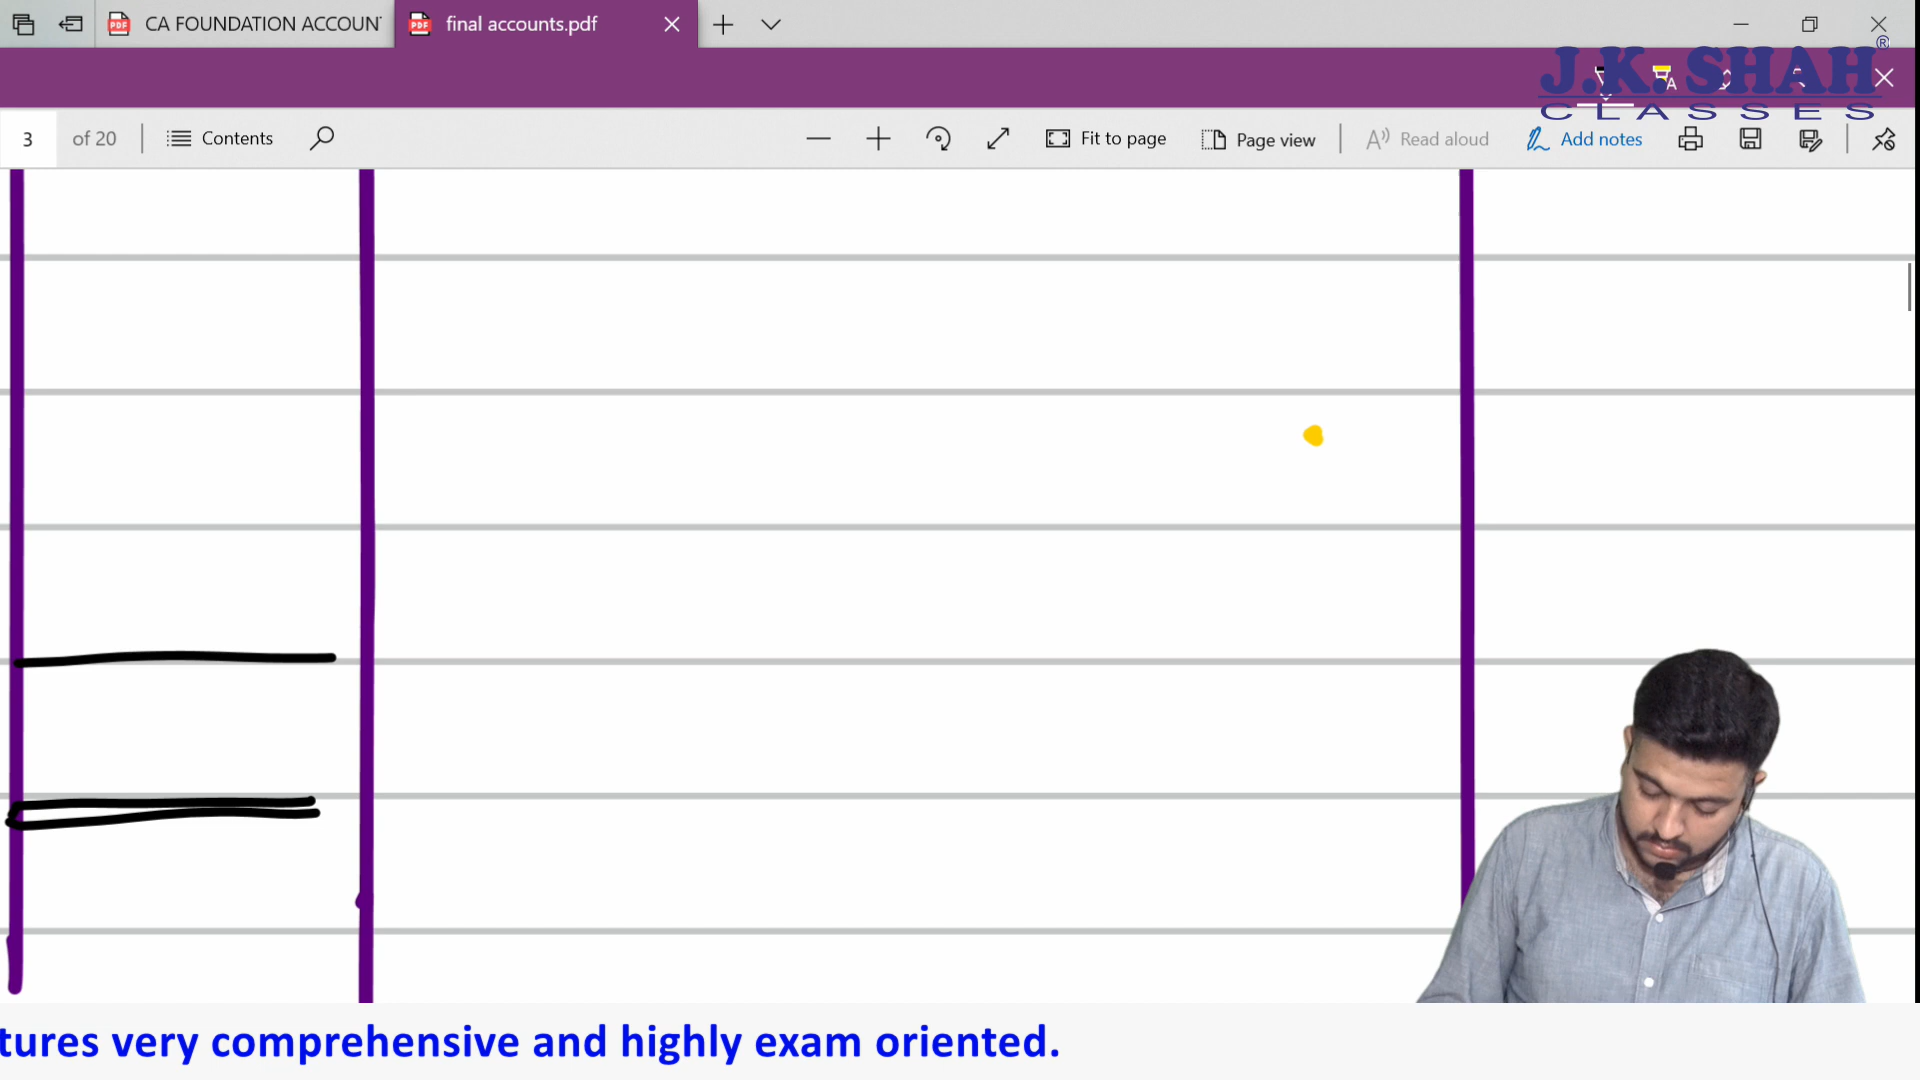 CA FOUNDATION ACCOUN
final accounts.pdf
J.K. SHAH®
CLASSES
3 of 20 Contents Fit to page Page view Read aloud Add notes
tures very comprehensive and highly exam oriented.